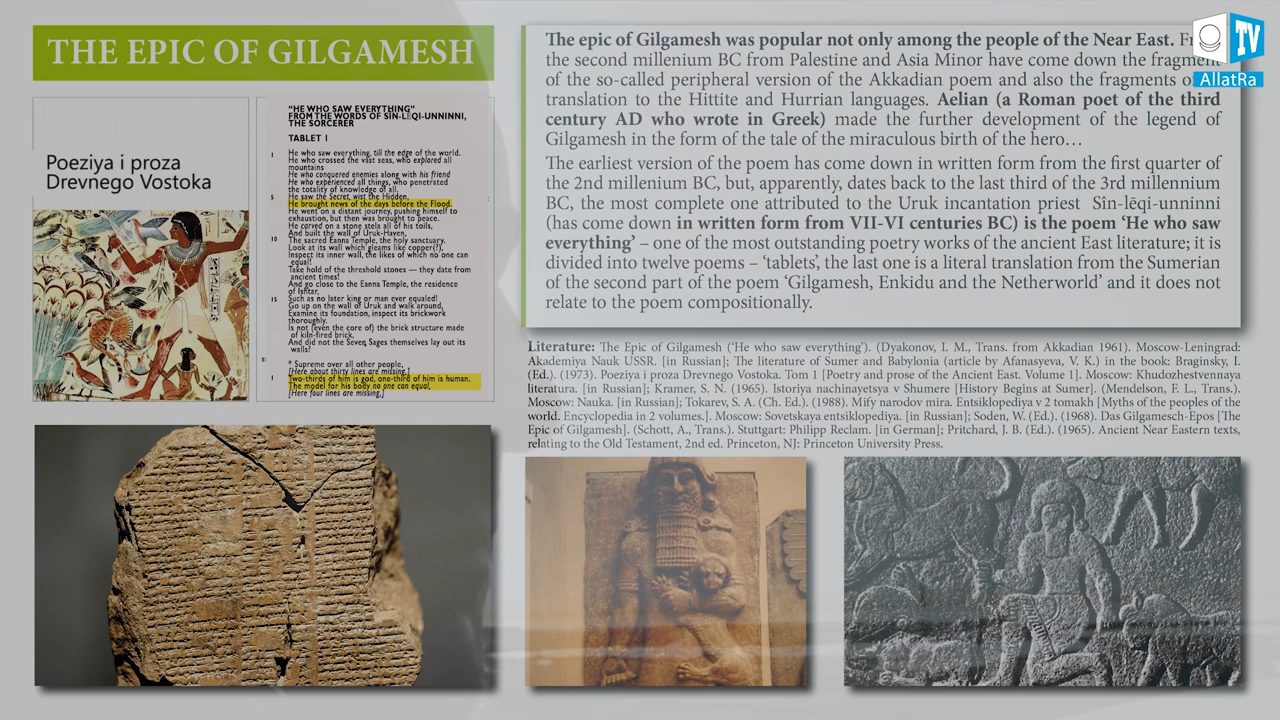 THE EPIC OF GILGAMESH
Poeziya i proza
Drevnego Vostoka
“HE WHO SAW EVERYTHING”
FROM THE WORDS OF SIN-LEQI-UNNINNI,
THE SORCERER
TABLET 1
1 He who saw everything, till the edge of the world.
He who crossed the vast seas, who explored all
mountains
He who conquered enemies along with his friend
He who experienced all things, who penetrated
the totality of knowledge of all.
5 He saw the Secret, wist the Hidden,
He brought news of the days before the Flood.
He went on a distant journey, pushing himself to
exhaustion, but then was brought to peace.
He carved on a stone stela all of his toils,
And built the wall of Uruk-Haven,
10 The sacred Eanna Temple, the holy sanctuary.
Look at its wall which gleams like copper(?),
Inspect its inner wall, the likes of which no one can
equal!
Take hold of the threshold stones — they date from
ancient times!
And go close to the Eanna Temple, the residence
of Ishtar,
15 Such as no later king or man ever equaled!
Go up on the wall of Uruk and walk around,
Examine its foundation, inspect its brickwork
thoroughly.
Is not (even the core of) the brick structure made
of kiln-fired brick,
And did not the Seven Sages themselves lay out its
walls?
* Supreme over all other people,
[Here about thirty lines are missing.]
1 Two-thirds of him is god, one-third of him is human.
The model for his body no one can equal,
[Here four lines are missing.]
The epic of Gilgamesh was popular not only among the people of the Near East.
the second millenium BC from Palestine and Asia Minor have come down the fragment
of the so-called peripheral version of the Akkadian poem and also the fragments
translation to the Hittite and Hurrian languages. Aelian (a Roman poet of the third
century AD who wrote in Greek) made the further development of the legend of
Gilgamesh in the form of the tale of the miraculous birth of the hero…
The earliest version of the poem has come down in written form from the first quarter of
the 2nd millenium BC, but, apparently, dates back to the last third of the 3rd millennium
BC, the most complete one attributed to the Uruk incantation priest Sîn-lēqi-unninni
(has come down in written form from VII-VI centuries BC) is the poem ‘He who saw
everything’ – one of the most outstanding poetry works of the ancient East literature; it is
divided into twelve poems – ‘tablets’, the last one is a literal translation from the Sumerian
of the second part of the poem ‘Gilgamesh, Enkidu and the Netherworld’ and it does not
relate to the poem compositionally.
Literature: The Epic of Gilgamesh (‘He who saw everything’). (Dyakonov, I. M., Trans. from Akkadian 1961). Moscow-Leningrad:
Akademiya Nauk USSR. [in Russian]; The literature of Sumer and Babylonia (article by Afanasyeva, V. K.) in the book: Braginsky, I.
(Ed.). (1973). Poeziya i proza Drevnego Vostoka. Tom 1 [Poetry and prose of the Ancient East. Volume 1]. Moscow: Khudozhestvennaya
literatura. [in Russian]; Kramer, S. N. (1965). Istoriya nachinayetsya v Shumere [History Begins at Sumer]. (Mendelson, F. L., Trans.).
Moscow: Nauka. [in Russian]; Tokarev, S. A. (Ch. Ed.). (1988). Mify narodov mira. Entsiklopediya v 2 tomakh [Myths of the peoples of the
world. Encyclopedia in 2 volumes.]. Moscow: Sovetskaya entsiklopediya. [in Russian]; Soden, W. (Ed.). (1968). Das Gilgamesch-Epos [The
Epic of Gilgamesh]. (Schott, A., Trans.). Stuttgart: Philipp Reclam. [in German]; Pritchard, J. B. (Ed.). (1965). Ancient Near Eastern texts,
relating to the Old Testament, 2nd ed. Princeton, NJ: Princeton University Press.
TV
AllatRa